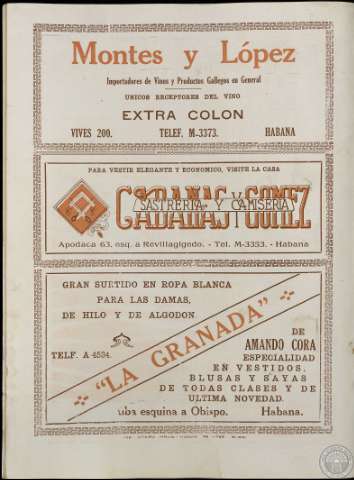 Montes y López
Importadores de Vinos y Productos Gallegos en General
UNICOS RECEPTORES DEL VINO
EXTRA COLON
VIVES 200. TELEF. M-3373. HABANA
PARA VESTIR ELEGANTE Y ECONOMICO, VISITE LA CASA
CABANAS Y GOMEZ
SASTRERIA Y CAMISERIA
Apodaca 63, esq. a Revillagigedo. - Tel. M-3353. - Habana
GRAN SURTIDO EN ROPA BLANCA
PARA LAS DAMAS,
DE HILO Y DE ALGODON
TELF. A-4534.
"LA GRANADA"
DE
AMANDO CORA
ESPECIALIDAD
EN VESTIDOS,
BLUSAS Y SAYAS
DE TODAS CLASES Y DE
ULTIMA NOVEDAD.
uba esquina a Obispo. Habana.